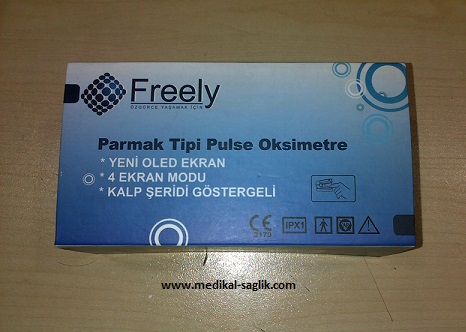 Freely
ÖZGÜRCE YAŞAMAK İÇİN
Parmak Tipi Pulse Oksimetre
* YENİ OLED EKRAN
* 4 EKRAN MODU
* KALP ŞERİDİ GÖSTERGELİ
CE IPX1
www.medikal-saglik.com